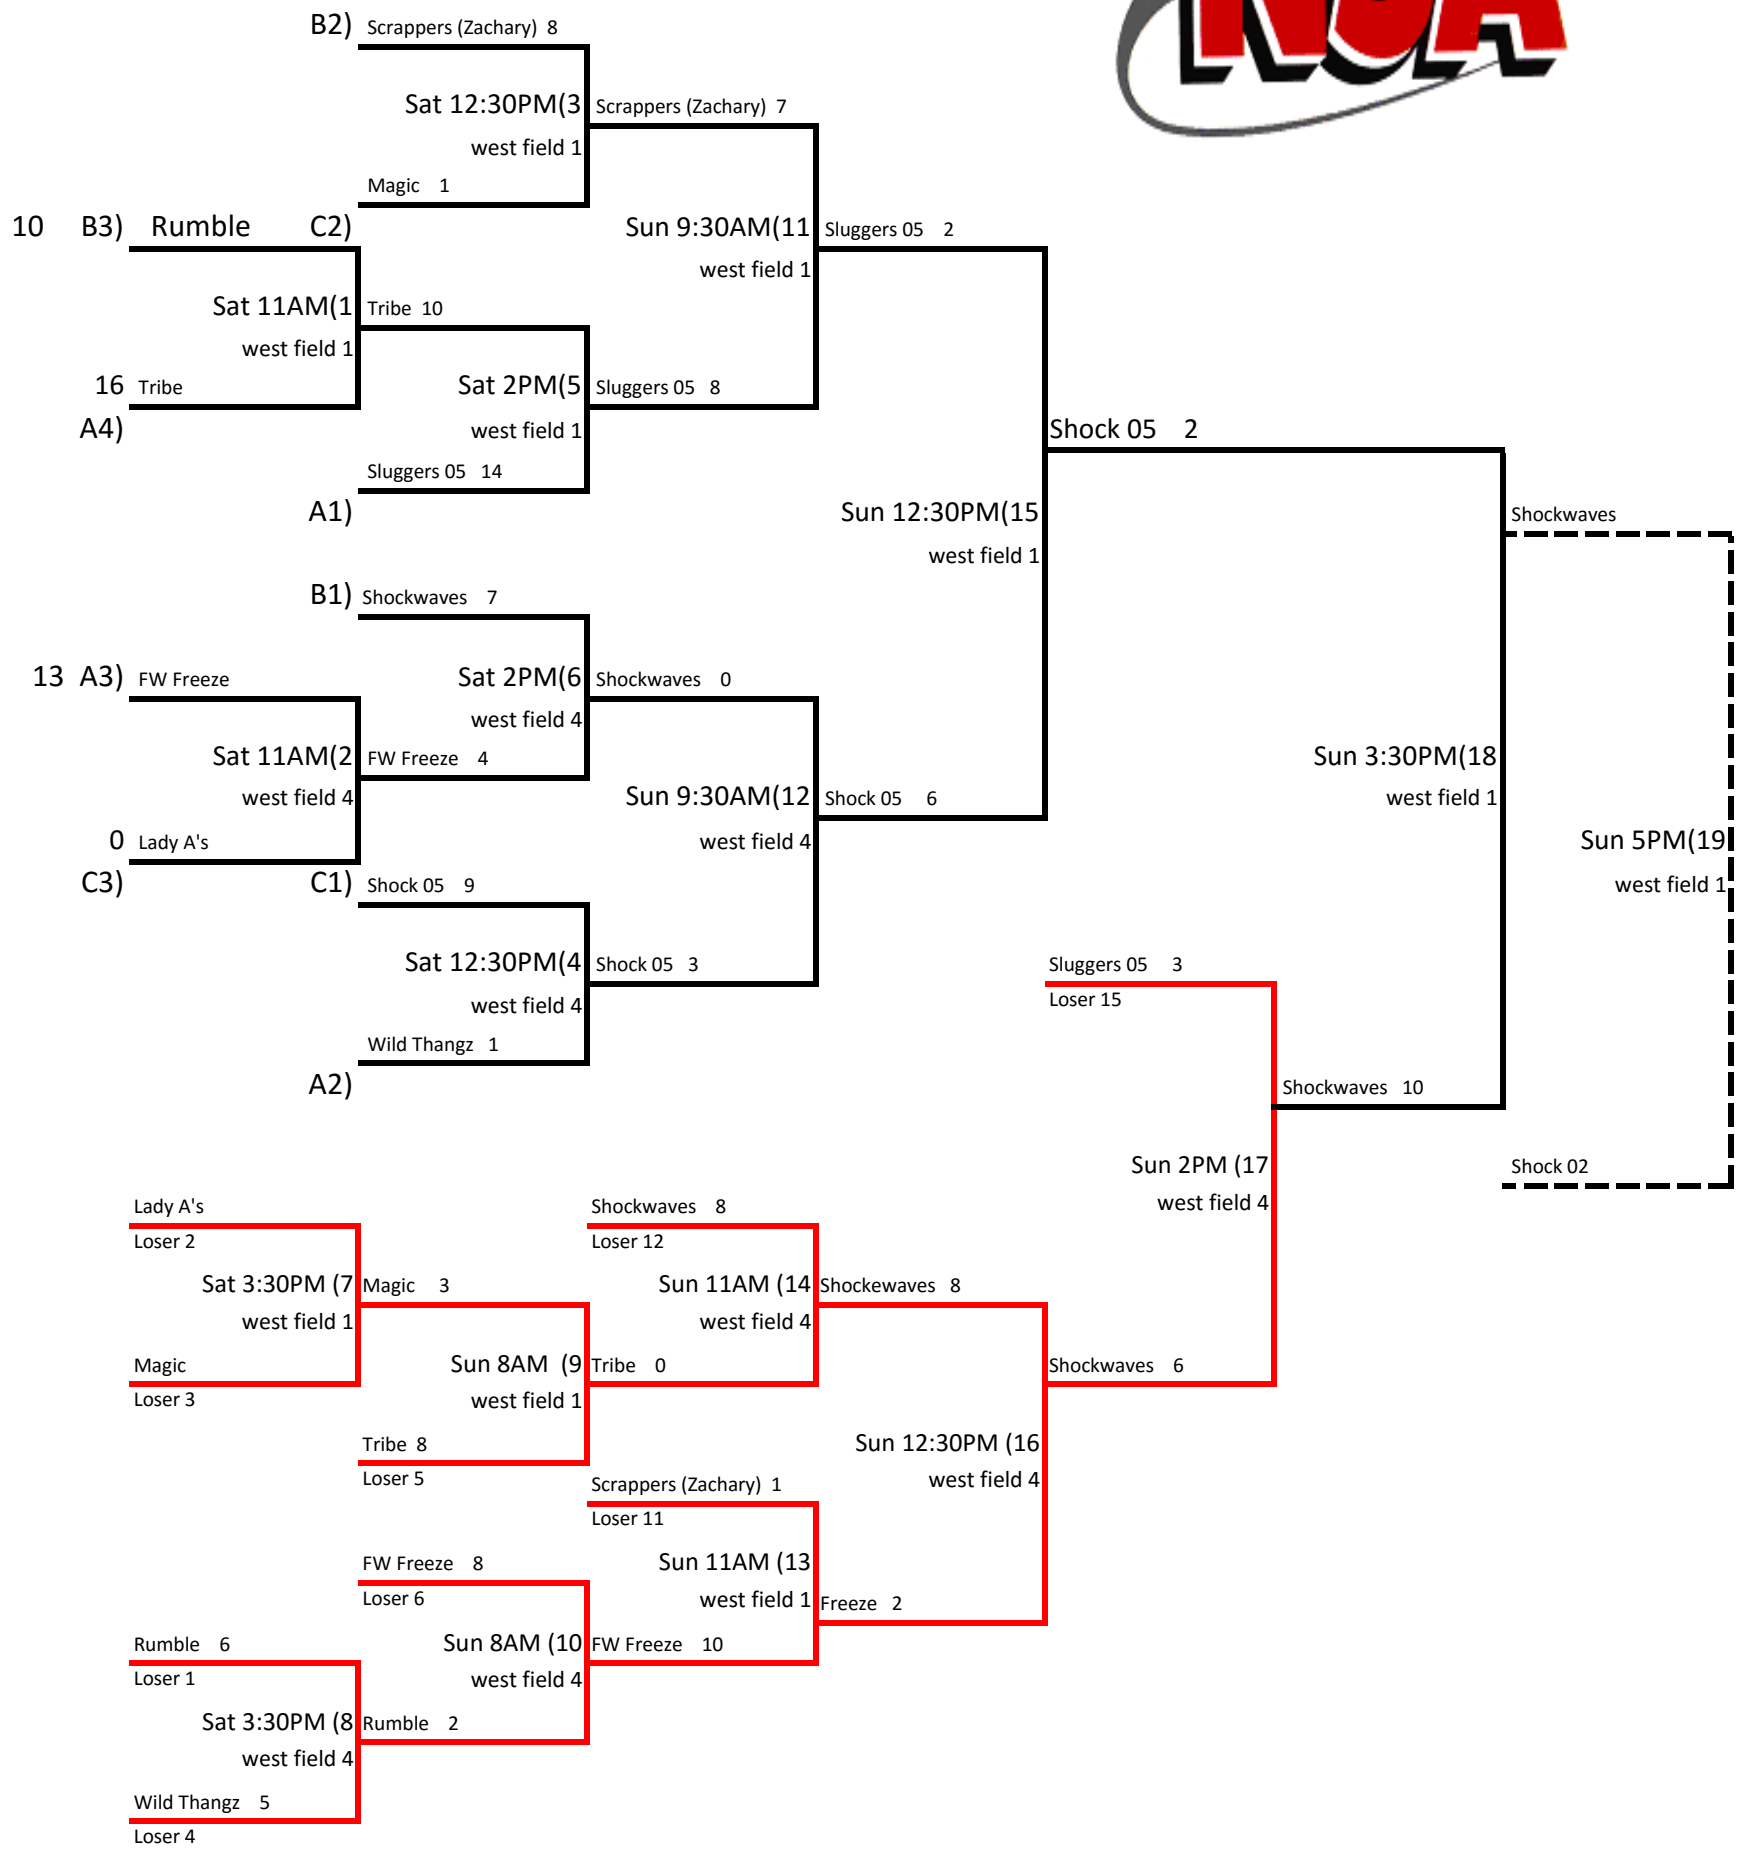 NSA
B2) Scrappers (Zachary) 8
Sat 12:30PM(3 Scrappers (Zachary) 7
west field 1
Magic 1
10 B3) Rumble C2) Sun 9:30AM(11 Sluggers 05 2
west field 1
Sat 11AM(1 Tribe 10
west field 1
16 Tribe Sat 2PM(5 Sluggers 05 8
A4) west field 1 Shock 05 2
Sluggers 05 14
A1) Sun 12:30PM(15 Shockwaves
west field 1
B1) Shockwaves 7
13 A3) FW Freeze Sat 2PM(6 Shockwaves 0
west field 4
Sat 11AM(2 FW Freeze 4 Sun 3:30PM(18
west field 4 Sun 9:30AM(12 Shock 05 6 west field 1
0 Lady A's west field 4 Sun 5PM(19
C3) C1) Shock 05 9 west field 1
Sat 12:30PM(4 Shock 05 3 Sluggers 05 3
west field 4 Loser 15
Wild Thangz 1
A2) Shockwaves 10
Sun 2PM (17 Shock 02
west field 4
Lady A's Shockwaves 8
Loser 2 Loser 12
Sat 3:30PM (7 Magic 3 Sun 11AM (14 Shockewaves 8
west field 1 west field 4
Magic Sun 8AM (9 Tribe 0 Shockwaves 6
Loser 3 west field 1
Tribe 8 Sun 12:30PM (16
Loser 5 west field 4
Scrappers (Zachary) 1
Loser 11
FW Freeze 8 Sun 11AM (13
Loser 6 west field 1 Freeze 2
Rumble 6 Sun 8AM (10 FW Freeze 10
Loser 1 west field 4
Sat 3:30PM (8 Rumble 2
west field 4
Wild Thangz 5
Loser 4